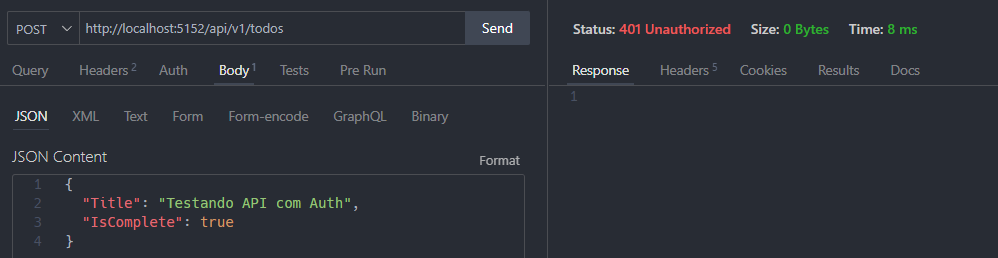 POST http://localhost:5152/api/v1/todos Send
Query Headers 2 Auth Body 1 Tests Pre Run
JSON XML Text Form Form-encode GraphQL Binary
JSON Content Format
1 {
2 "Title": "Testando API com Auth",
3 "IsComplete": true
4 }
Status: 401 Unauthorized Size: 0 Bytes Time: 8 ms
Response Headers 5 Cookies Results Docs
1